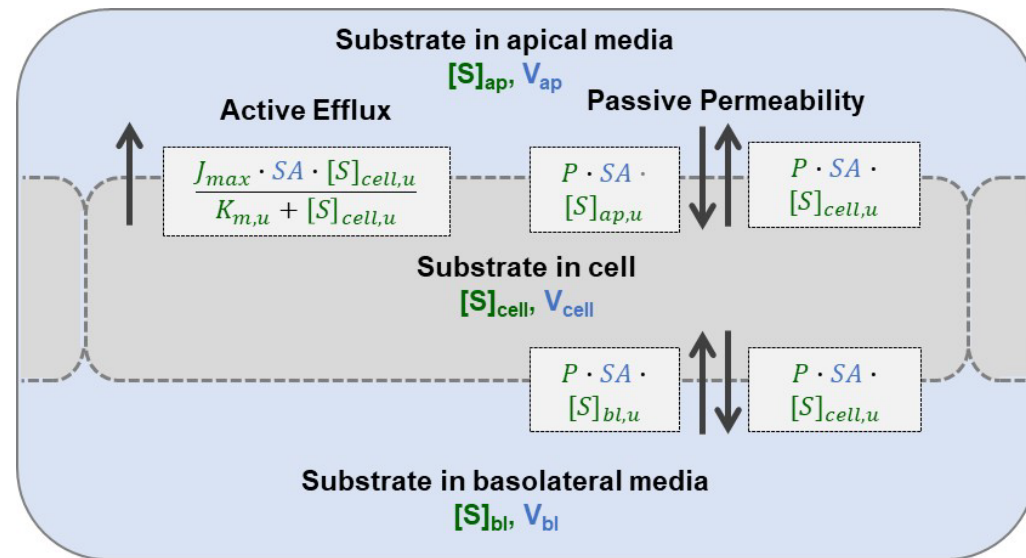 Substrate in apical media
[S]ap, Vap
Active Efflux
Passive Permeability
Jmax · SA · [S]cell,u
Km,u + [S]cell,u
P · SA ·
[S]ap,u
P · SA ·
[S]cell,u
Substrate in cell
[S]cell, Vcell
P · SA ·
[S]bl,u
P · SA ·
[S]cell,u
Substrate in basolateral media
[S]bl, Vbl